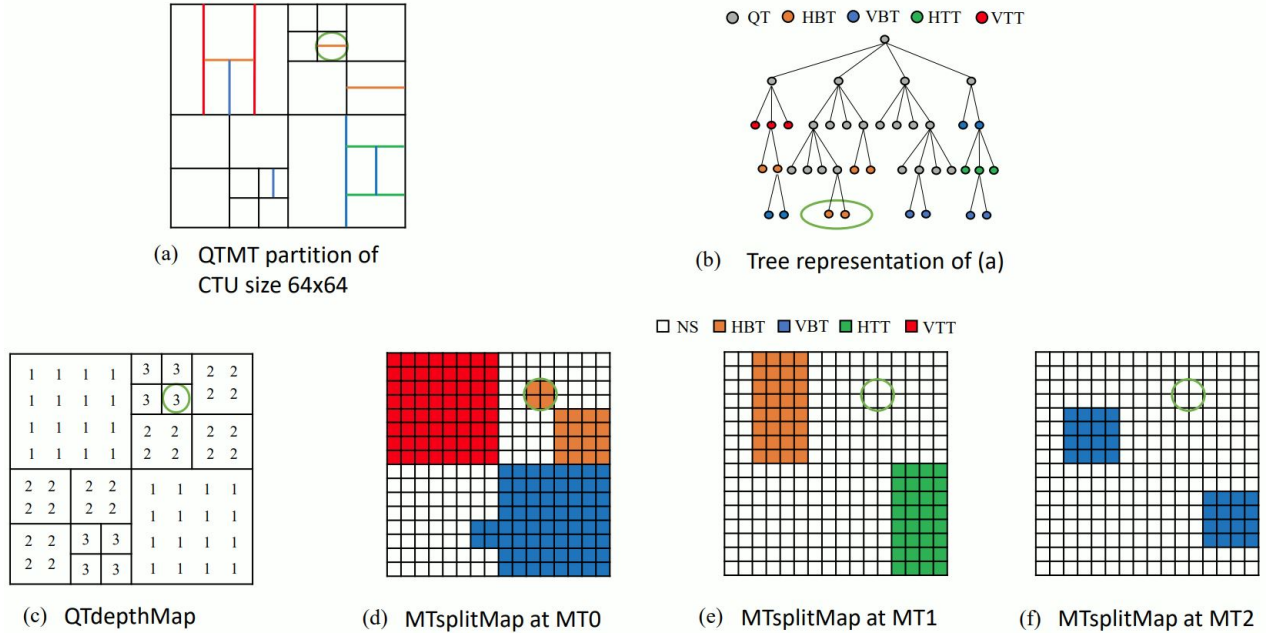 QT HBT VBT HTT VTT
(a) QTMT partition of
CTU size 64x64
(b) Tree representation of (a)
NS HBT VBT HTT VTT
1 1 1 1 3 3 2 2
1 1 1 1 3 3 2 2
1 1 1 1 2 2 2 2
1 1 1 1 2 2 2 2
2 2 2 2 1 1 1 1
2 2 2 2 1 1 1 1
2 2 1 1 1 1
2 2 3 3 1 1 1 1
(c) QTdepthMap
(d) MTsplitMap at MT0
(e) MTsplitMap at MT1
(f) MTsplitMap at MT2